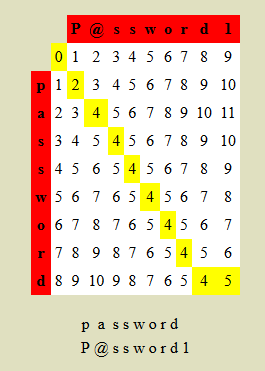 P @ s s w o r d 1
0 1 2 3 4 5 6 7 8 9
p 1 2 3 4 5 6 7 8 9 10
a 2 3 4 5 6 7 8 9 10 11
s 3 4 5 4 5 6 7 8 9 10
s 4 5 6 5 4 5 6 7 8 9
w 5 6 7 6 5 4 5 6 7 8
o 6 7 8 7 6 5 4 5 6 7
r 7 8 9 8 7 6 5 4 5 6
d 8 9 10 9 8 7 6 5 4 5
p a s s w o r d
P @ s s w o r d 1